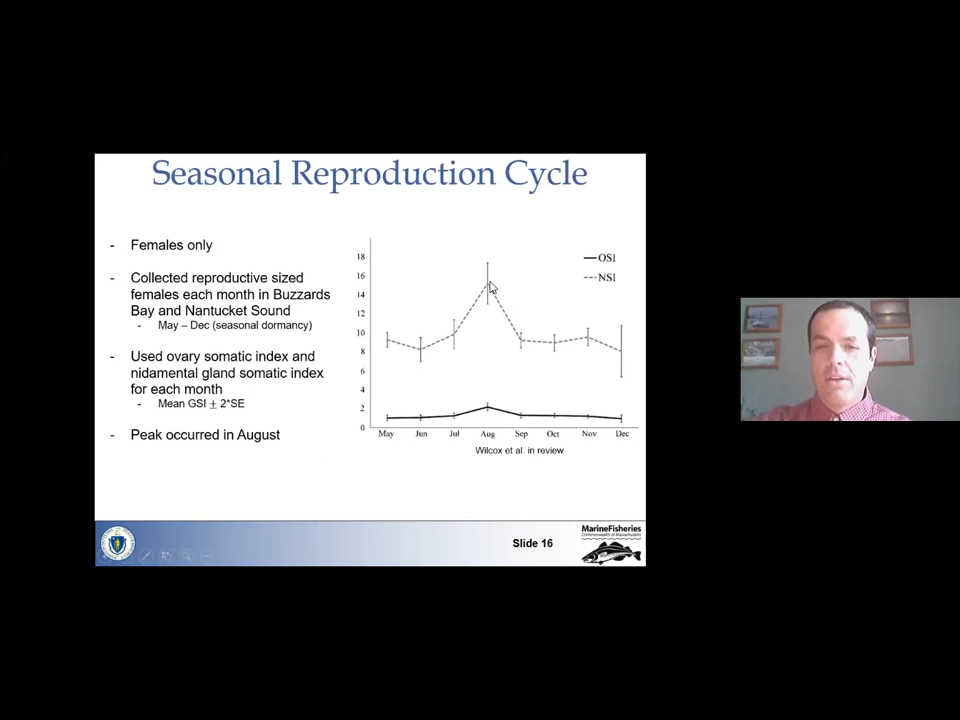 Seasonal Reproduction Cycle
- Females only
- Collected reproductive sized
females each month in Buzzards
Bay and Nantucket Sound
- May – Dec (seasonal dormancy)
- Used ovary somatic index and
nidamental gland somatic index
for each month
- Mean GSI ± 2*SE
- Peak occurred in August
18
16
14
12
10
8
6
4
2
0
OSI
NSI
May Jun Jul Aug Sep Oct Nov Dec
Wilcox et al. in review
Slide 16
MarineFisheries
Commonwealth of Massachusetts